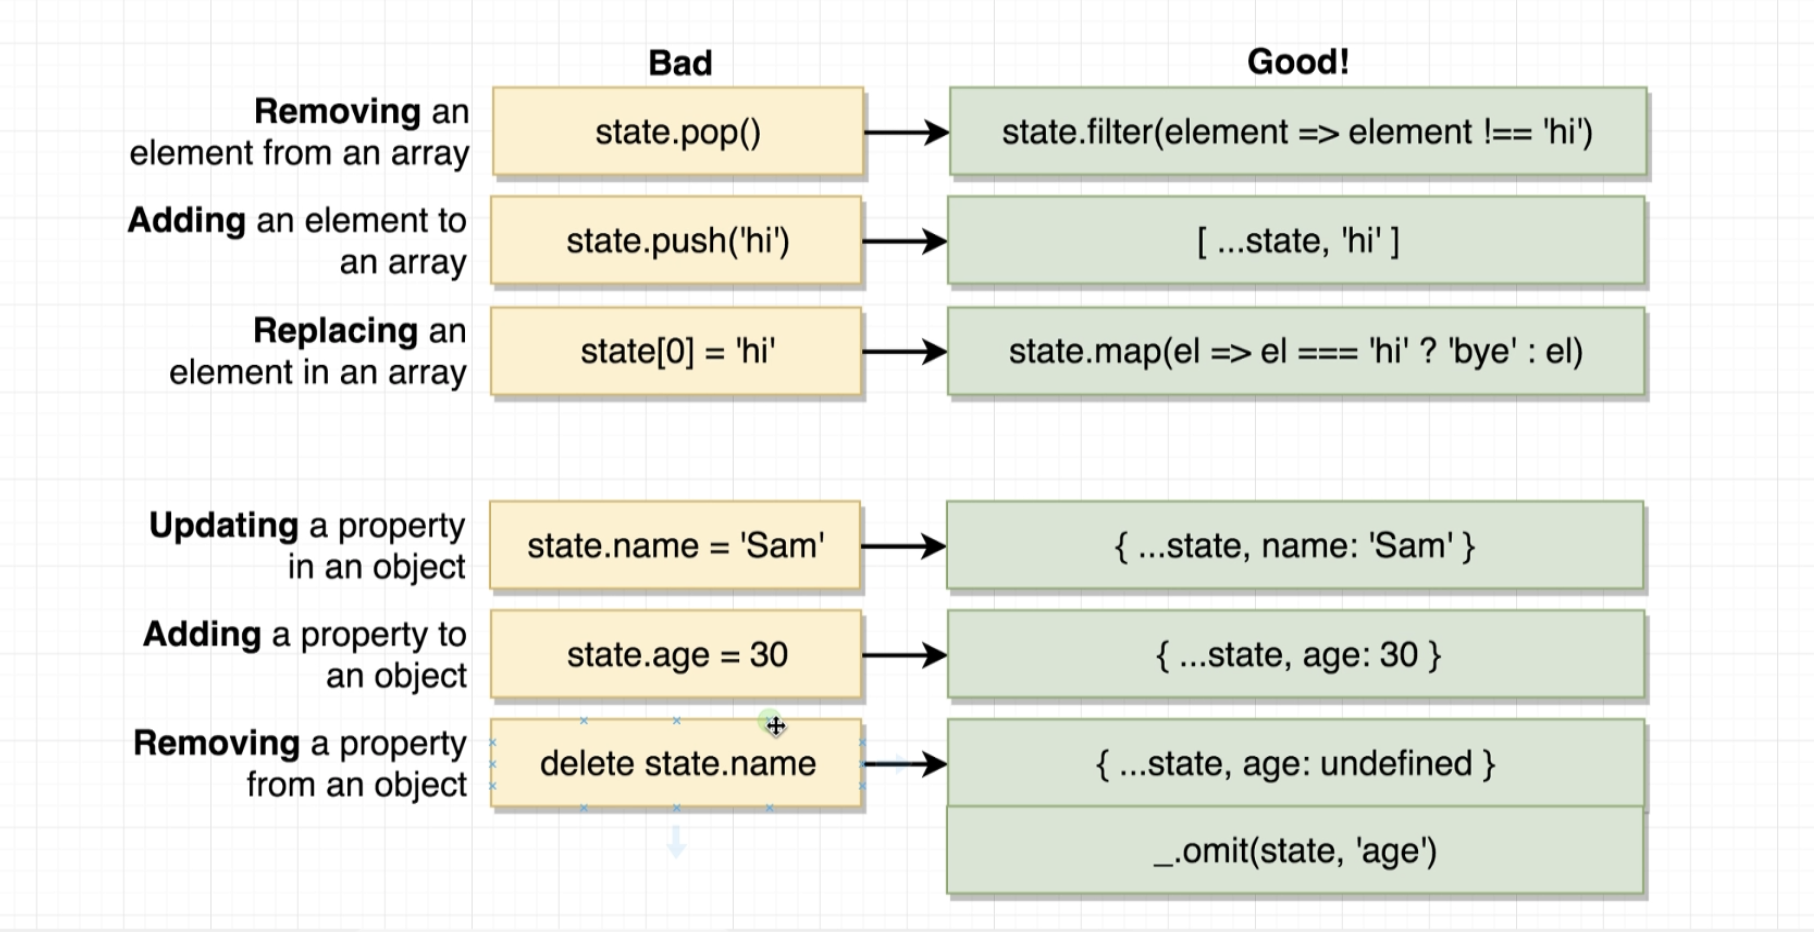 Bad
Good!
Removing an
element from an array
state.pop()
state.filter(element => element !== 'hi')
Adding an element to
an array
state.push('hi')
[ ...state, 'hi' ]
Replacing an
element in an array
state[0] = 'hi'
state.map(el => el === 'hi' ? 'bye' : el)
Updating a property
in an object
state.name = 'Sam'
{ ...state, name: 'Sam' }
Adding a property to
an object
state.age = 30
{ ...state, age: 30 }
Removing a property
from an object
delete state.name
{ ...state, age: undefined }
_.omit(state, 'age')